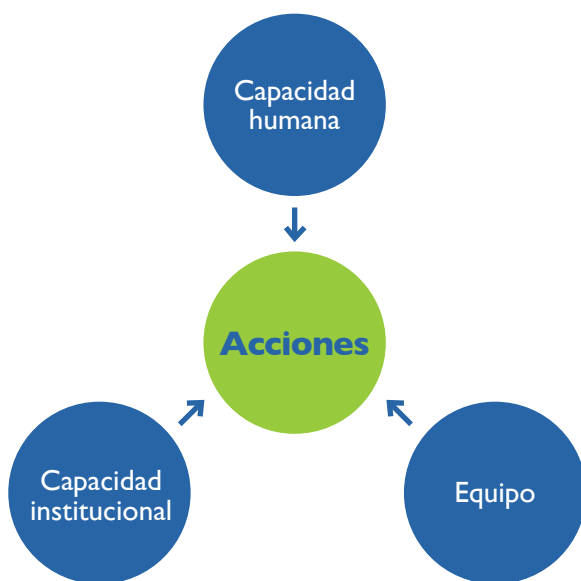 Capacidad
humana
Acciones
Capacidad
institucional
Equipo